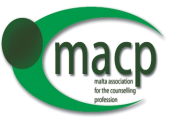 macp
malta association
for the counselling
profession